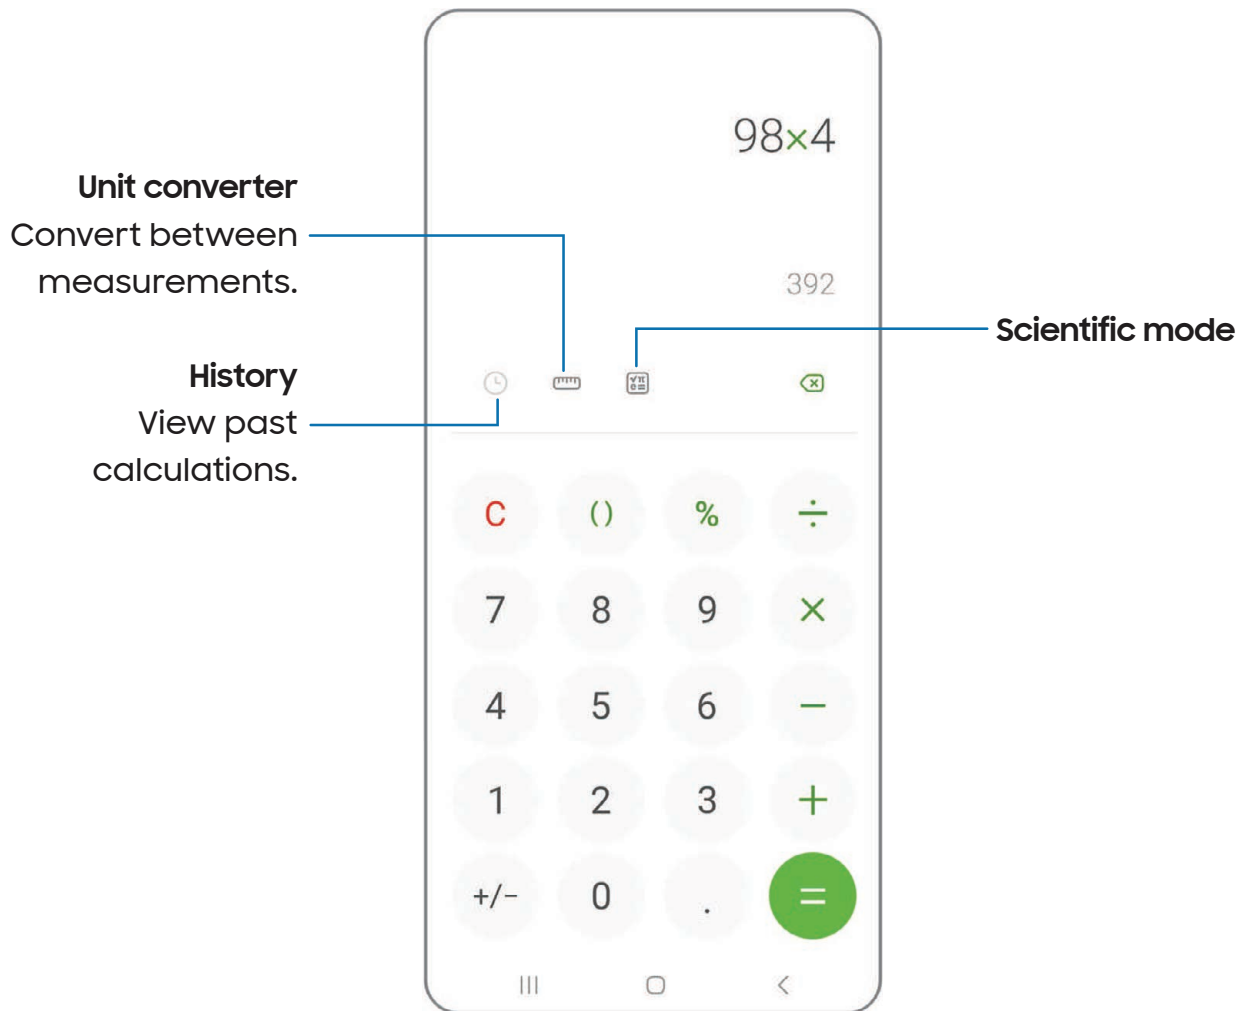 98×4
Unit converter
Convert between
measurements.
392
Scientific mode
History
View past
calculations.
√π
C () % ÷
7 8 9 ×
4 5 6 −
1 2 3 +
+/− 0 . =